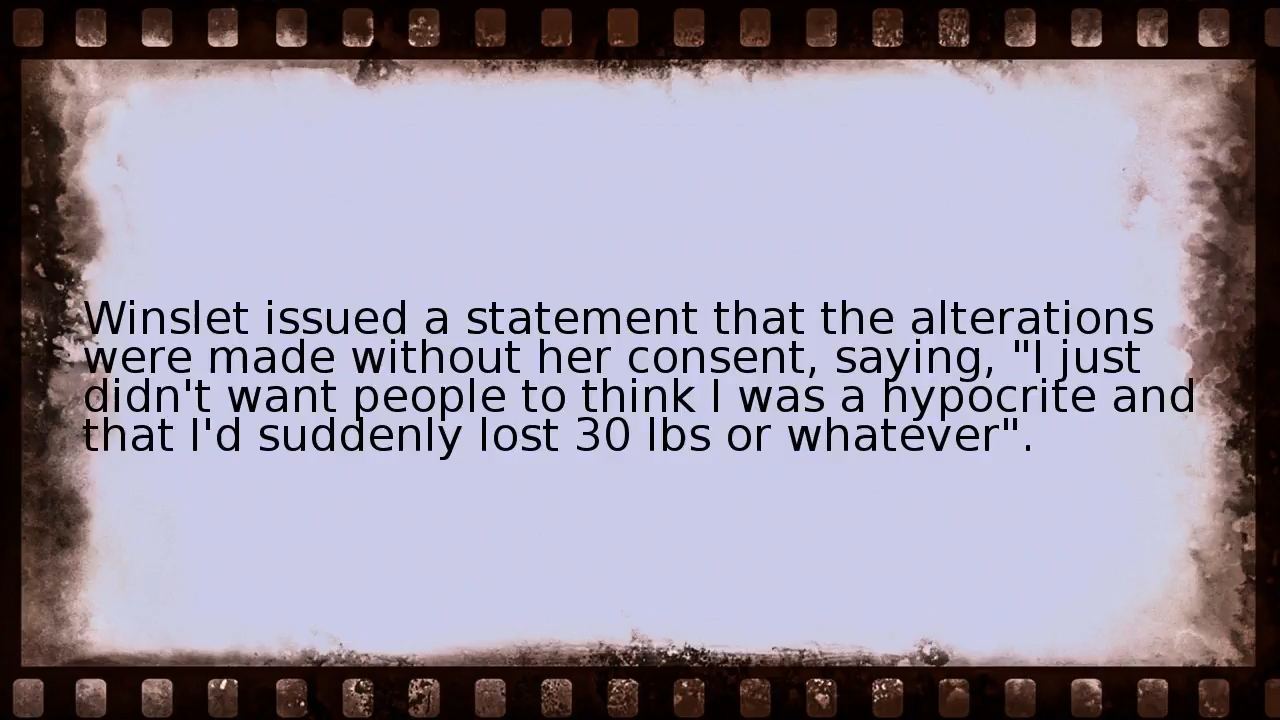 Winslet issued a statement that the alterations
were made without her consent, saying, "I just
didn't want people to think I was a hypocrite and
that I'd suddenly lost 30 lbs or whatever".